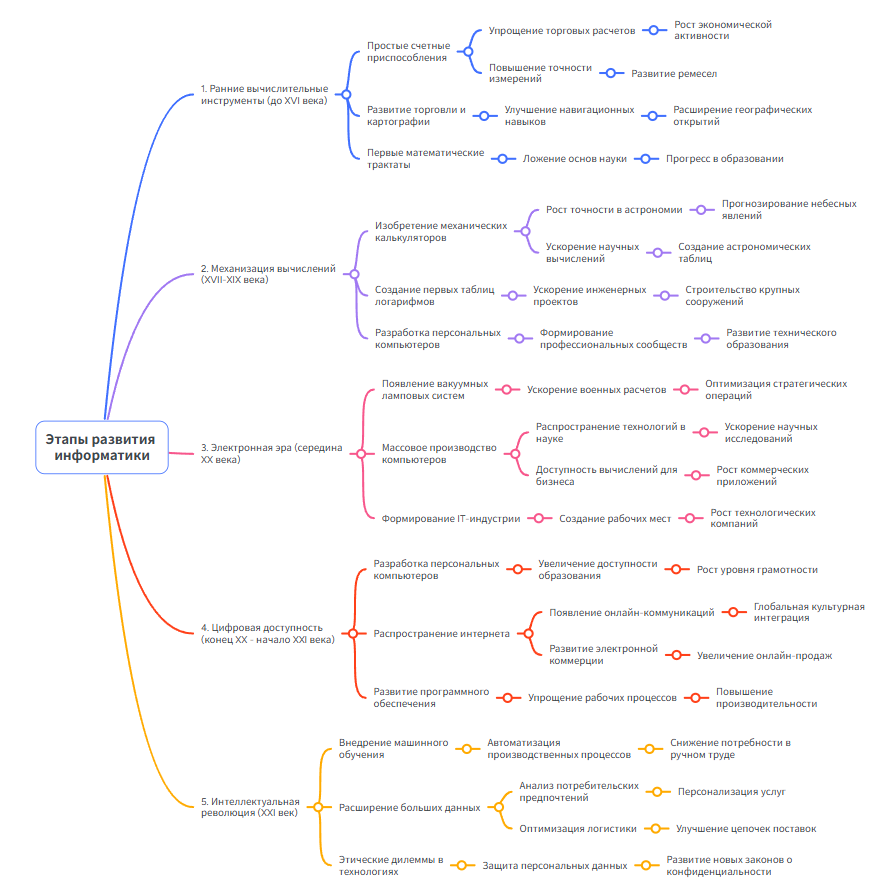 Этапы развития
информатики
1. Ранние вычислительные
инструменты (до XVI века)
Простые счетные
приспособления
Упрощение торговых расчетов
Рост экономической
активности
Повышение точности
измерений
Развитие ремесел
Развитие торговли и
картографии
Улучшение навигационных
навыков
Расширение географических
открытий
Первые математические
трактаты
Ложение основ науки
Прогресс в образовании
2. Механизация вычислений
(XVII-XIX века)
Изобретение механических
калькуляторов
Рост точности в астрономии
Прогнозирование небесных
явлений
Ускорение научных
вычислений
Создание астрономических
таблиц
Создание первых таблиц
логарифмов
Ускорение инженерных
проектов
Строительство крупных
сооружений
Разработка персональных
компьютеров
Формирование
профессиональных сообществ
Развитие технического
образования
3. Электронная эра (середина
XX века)
Появление вакуумных
ламповых систем
Ускорение военных расчетов
Оптимизация стратегических
операций
Массовое производство
компьютеров
Распространение технологий в
науке
Ускорение научных
исследований
Доступность вычислений для
бизнеса
Рост коммерческих
приложений
Формирование IT-индустрии
Создание рабочих мест
Рост технологических
компаний
4. Цифровая доступность
(конец XX - начало XXI века)
Разработка персональных
компьютеров
Увеличение доступности
образования
Рост уровня грамотности
Распространение интернета
Появление онлайн-коммуникаций
Глобальная культурная
интеграция
Развитие электронной
коммерции
Увеличение онлайн-продаж
Развитие программного
обеспечения
Упрощение рабочих процессов
Повышение
производительности
5. Интеллектуальная
революция (XXI век)
Внедрение машинного
обучения
Автоматизация
производственных процессов
Снижение потребности в
ручном труде
Расширение больших данных
Анализ потребительских
предпочтений
Персонализация услуг
Оптимизация логистики
Улучшение цепочек поставок
Этические дилеммы в
технологиях
Защита персональных данных
Развитие новых законов о
конфиденциальности